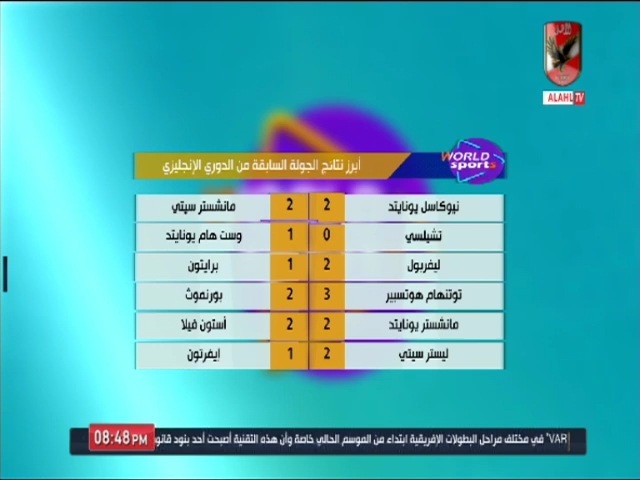 ALAHLY TV
WORLD
sports
أبرز نتائج الجولة السابقة من الدوري الإنجليزي
نيوكاسل يونايتد 2 2 مانشستر سيتي
تشيلسي 0 1 وست هام يونايتد
ليفربول 2 1 برايتون
توتنهام هوتسبير 3 2 بورنموث
مانشستر يونايتد 2 2 أستون فيلا
ليستر سيتي 2 1 إيفرتون
VAR" في مختلف مراحل البطولات الإفريقية ابتداء من الموسم الحالي خاصة وأن هذه التقنية أصبحت أحد بنود قانو
08:48 PM